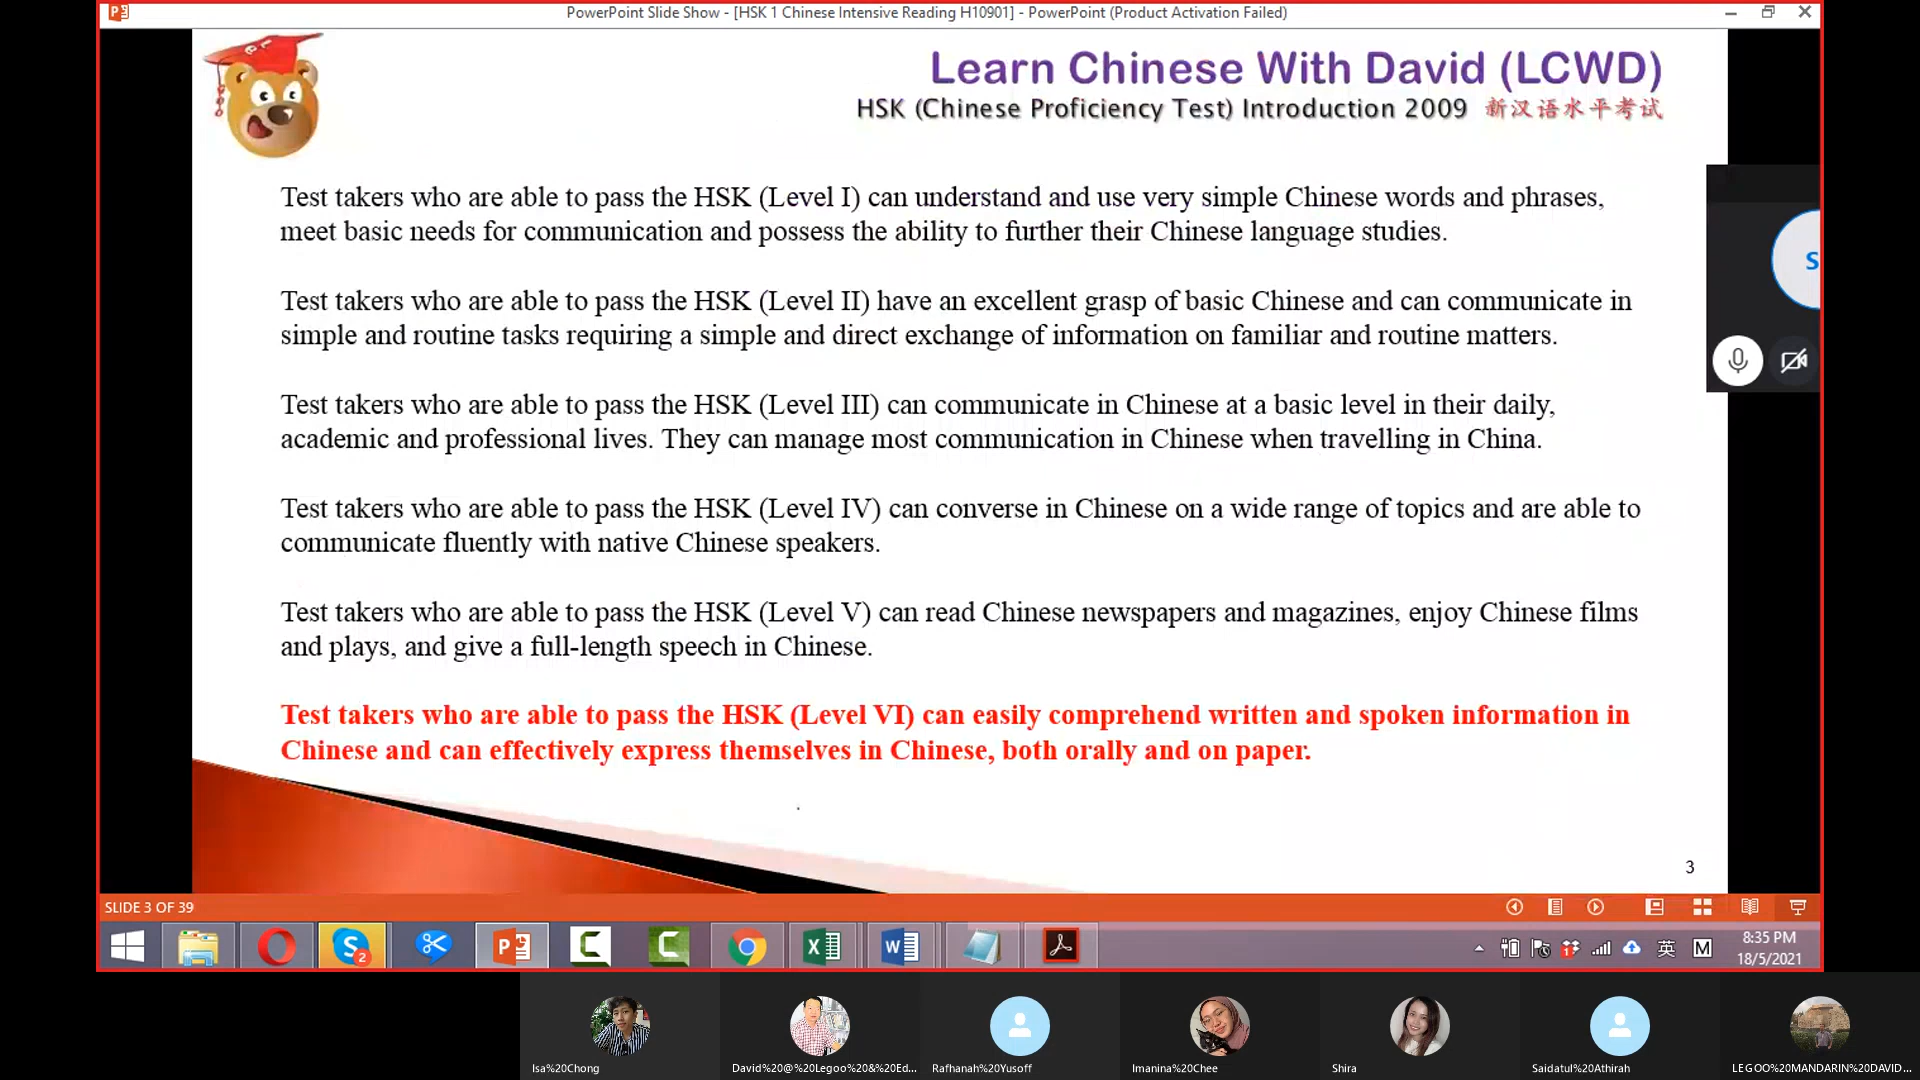 PowerPoint Slide Show - [HSK 1 Chinese Intensive Reading H10901] - PowerPoint (Product Activation Failed)
Learn Chinese With David (LCWD)
HSK (Chinese Proficiency Test) Introduction 2009 新汉语水平考试
Test takers who are able to pass the HSK (Level I) can understand and use very simple Chinese words and phrases,
meet basic needs for communication and possess the ability to further their Chinese language studies.
Test takers who are able to pass the HSK (Level II) have an excellent grasp of basic Chinese and can communicate in
simple and routine tasks requiring a simple and direct exchange of information on familiar and routine matters.
Test takers who are able to pass the HSK (Level III) can communicate in Chinese at a basic level in their daily,
academic and professional lives. They can manage most communication in Chinese when travelling in China.
Test takers who are able to pass the HSK (Level IV) can converse in Chinese on a wide range of topics and are able to
communicate fluently with native Chinese speakers.
Test takers who are able to pass the HSK (Level V) can read Chinese newspapers and magazines, enjoy Chinese films
and plays, and give a full-length speech in Chinese.
Test takers who are able to pass the HSK (Level VI) can easily comprehend written and spoken information in
Chinese and can effectively express themselves in Chinese, both orally and on paper.
S
3
SLIDE 3 OF 39
2
英
M
8:35 PM
18/5/2021
Isa%20Chong
David%20@%20Legoo%20&%20Ed...
Rafhanah%20Yusoff
Imanina%20Chee
Shira
Saidatul%20Athirah
LEGOO%20MANDARIN%20DAVID...